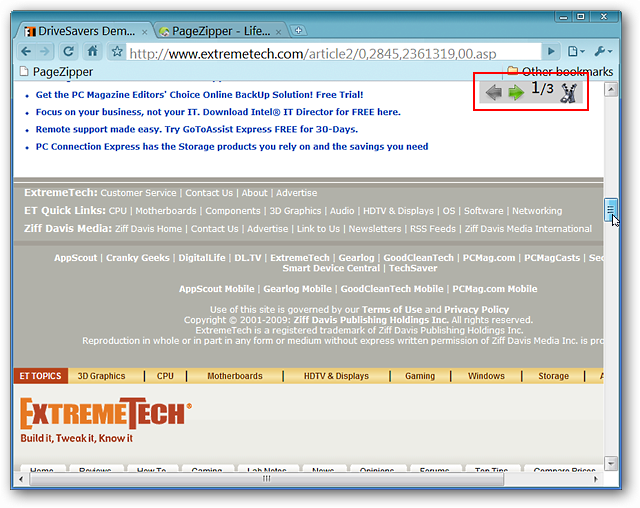 DriveSavers Dem...
PageZipper - Life...
http://www.extremetech.com/article2/0,2845,2361319,00.asp
PageZipper
Other bookmarks
1/3
Get the PC Magazine Editors' Choice Online BackUp Solution! Free Trial!
Focus on your business, not your IT. Download Intel® IT Director for FREE here.
Remote support made easy. Try GoToAssist Express FREE for 30-Days.
PC Connection Express has the Storage products you rely on and the savings you need
ExtremeTech: Customer Service | Contact Us | About | Advertise
ET Quick Links: CPU | Motherboards | Components | 3D Graphics | Audio | HDTV & Displays | OS | Software | Networking
Ziff Davis Media: Ziff Davis Home | Contact Us | Advertise | Link to Us | Newsletters | RSS Feeds | Ziff Davis Media International
AppScout | Cranky Geeks | DigitalLife | DL.TV | ExtremeTech | Gearlog | GoodCleanTech | PCMag.com | PCMagCasts | Sec
Smart Device Central | TechSaver
AppScout Mobile | Gearlog Mobile | GoodCleanTech Mobile | PCMag.com Mobile
Use of this site is governed by our Terms of Use and Privacy Policy
Copyright © 2001-2009: Ziff Davis Publishing Holdings Inc. All rights reserved.
ExtremeTech is a registered trademark of Ziff Davis Publishing Holdings Inc.
Reproduction in whole or in part in any form or medium without express written permission of Ziff Davis Media Inc. is pro
ET TOPICS 3D Graphics | CPU | Motherboards | HDTV & Displays | Gaming | Windows | Storage | A
EXTREMETECH®
Build it, Tweak it, Know it
Home Reviews How To Gaming Lab Notes News Opinions Forums Top Tips Compare Prices